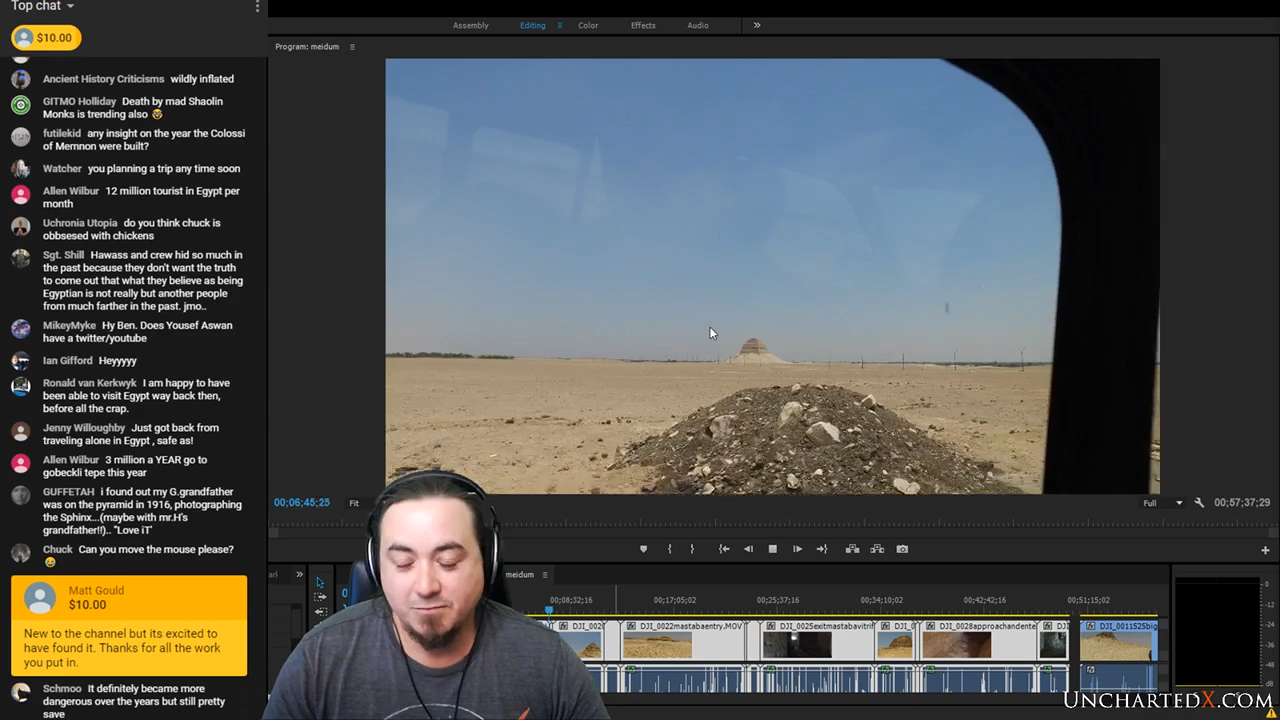 Top chat
$10.00
Ancient History Criticisms wildly inflated
GITMO Holliday Death by mad Shaolin
Monks is trending also
futilekid any insight on the year the Colossi
of Memnon were built?
Watcher you planning a trip any time soon
Allen Wilbur 12 million tourist in Egypt per
month
Uchronia Utopia do you think chuck is
obbsesed with chickens
Sgt. Shill Hawass and crew hid so much in
the past because they don't want the truth
to come out that what they believe as being
Egyptian is not really but another people
from much farther in the past. jmo..
MikeyMyke Hy Ben. Does Yousef Aswan
have a twitter/youtube
Ian Gifford Heyyyyy
Ronald van Kerkwyk I am happy to have
been able to visit Egypt way back then,
before all the crap.
Jenny Willoughby Just got back from
traveling alone in Egypt , safe as!
Allen Wilbur 3 million a YEAR go to
gobeckli tepe this year
GUFFETAH i found out my G.grandfather
was on the pyramid in 1916, photographing
the Sphinx...(maybe with mr.H's
grandfather!!).. "Love iT'
Chuck Can you move the mouse please?
Matt Gould
$10.00
New to the channel but its excited to
have found it. Thanks for all the work
you put in.
Schmoo It definitely became more
dangerous over the years but still pretty
save
Assembly Editing Color Effects Audio
Program: meidum
00;06;45;25 Fit Full 00;57;37;29
meidum
00;08;32;16 00;17;05;02 00;25;37;16 00;34;10;02 00;42;42;16 00;51;15;02
DJI_002 DJI_0022mastabaentry.MOV DJI_0025exitmastabavitrif DJI_0 DJI_0028approachandente DJI DJI_0011525big
0
-12
-24
-36
-48
UNCHARTEDX.COM